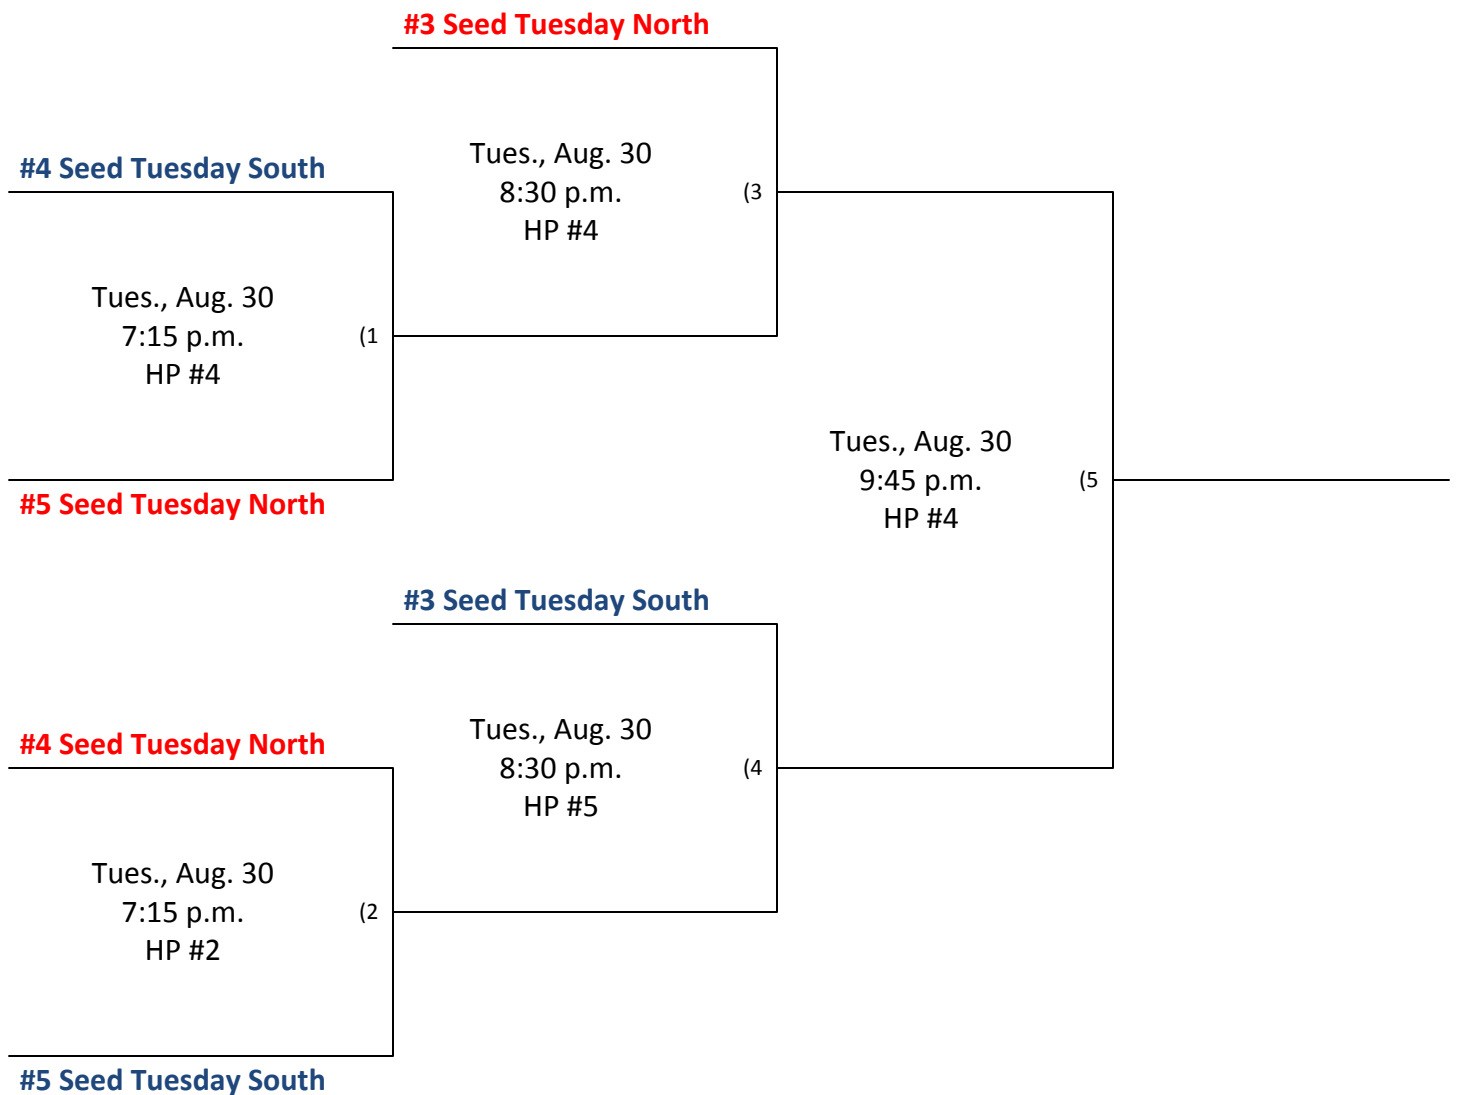 #3 Seed Tuesday North
Tues., Aug. 30
8:30 p.m.
HP #4
(3
#4 Seed Tuesday South
Tues., Aug. 30
7:15 p.m.
HP #4
(1
#5 Seed Tuesday North
Tues., Aug. 30
9:45 p.m.
HP #4
(5
#3 Seed Tuesday South
Tues., Aug. 30
8:30 p.m.
HP #5
(4
#4 Seed Tuesday North
Tues., Aug. 30
7:15 p.m.
HP #2
(2
#5 Seed Tuesday South